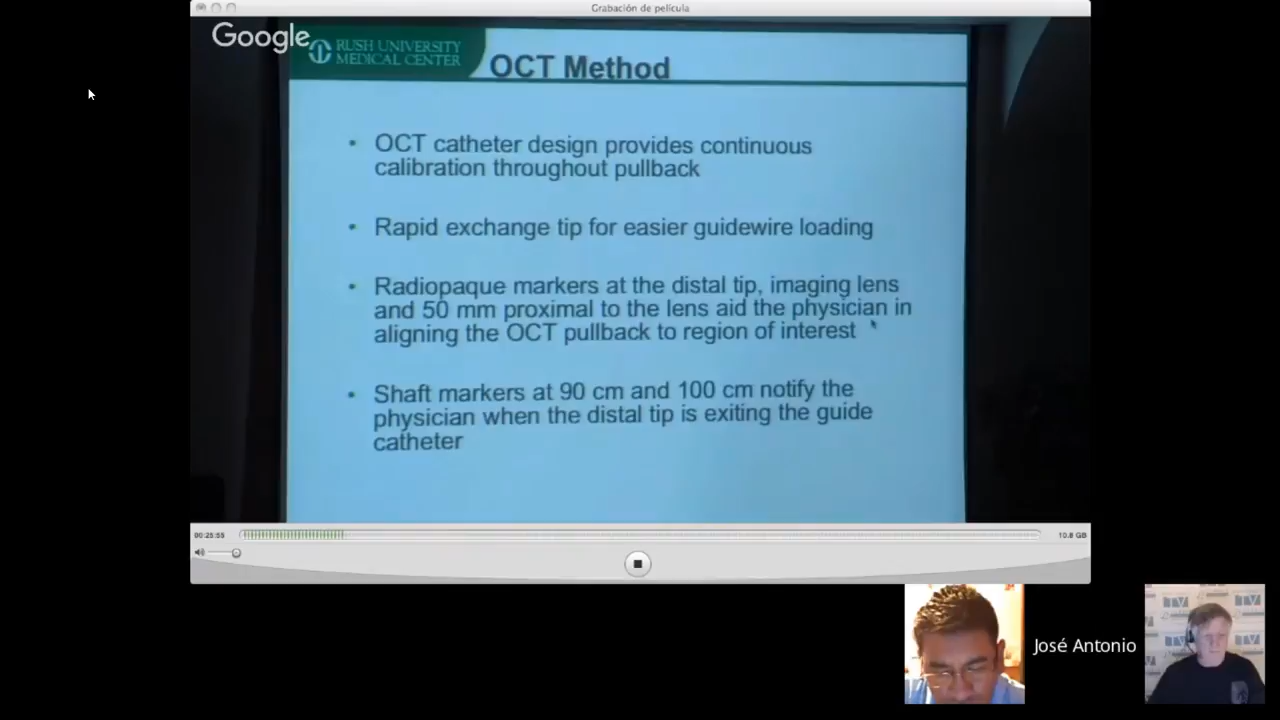 Grabación de película
Google
RUSH UNIVERSITY
MEDICAL CENTER
OCT Method
• OCT catheter design provides continuous
calibration throughout pullback
• Rapid exchange tip for easier guidewire loading
• Radiopaque markers at the distal tip, imaging lens
and 50 mm proximal to the lens aid the physician in
aligning the OCT pullback to region of interest
• Shaft markers at 90 cm and 100 cm notify the
physician when the distal tip is exiting the guide
catheter
00:25:55
10.8 GB
José Antonio
TV
TV
TV
TV